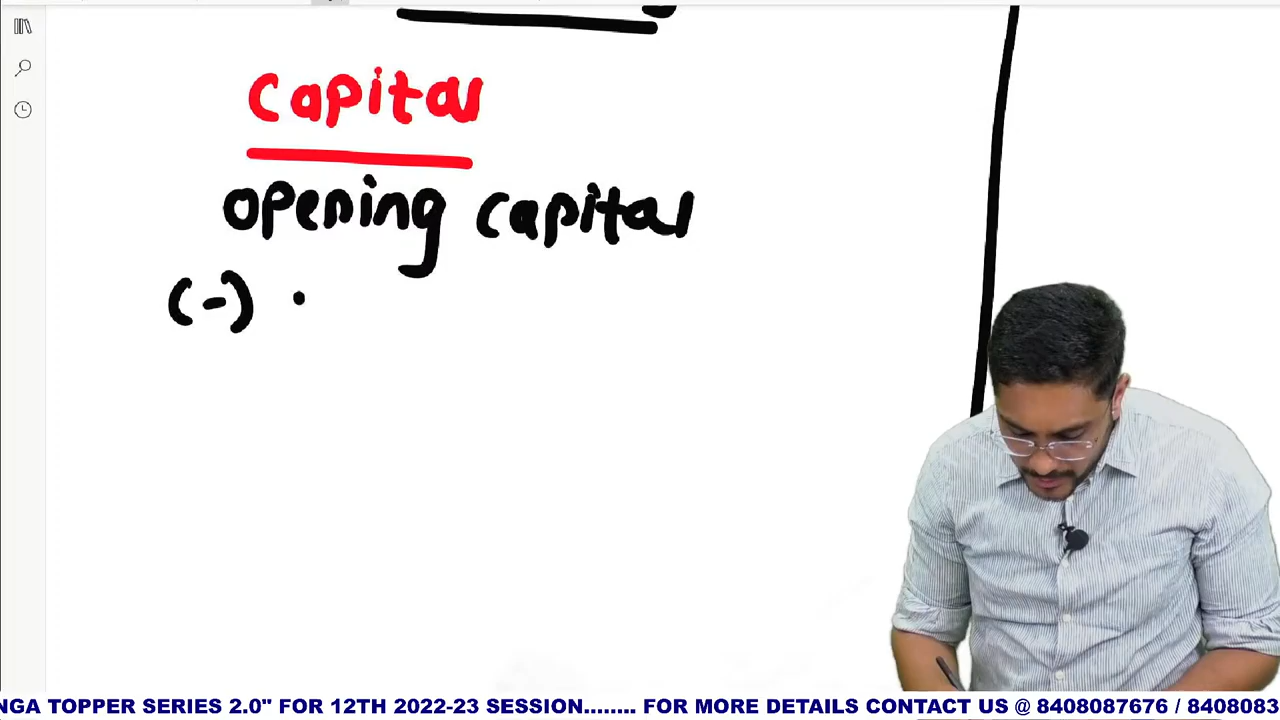 Capital
opening capital
(-)
NGA TOPPER SERIES 2.0" FOR 12TH 2022-23 SESSION........ FOR MORE DETAILS CONTACT US @ 8408087676 / 8408083